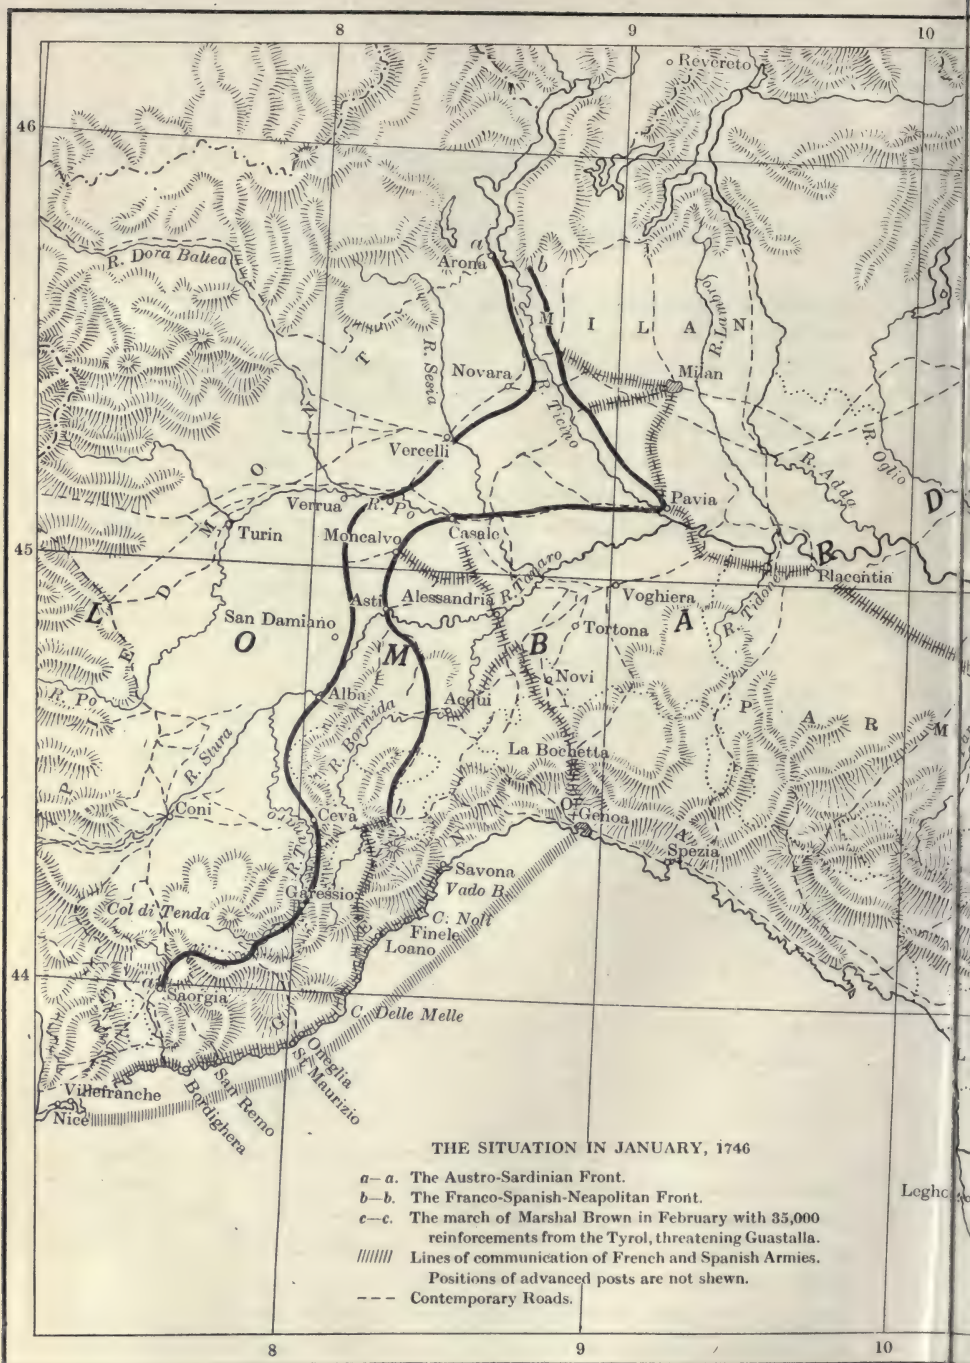 8
9
10
46
Revereto
R. Dora Baltea
a
Arona
b
M I L A N
R. Lambro
R. Sesia
Novara
Milan
R. Ticino
Vercelli
R. Adda
R. Oglio
Verrua
R. Po
Pavia
D
Turin
Moncalvo
Casale
45
R. Tanaro
B
Placentia
Asti
Alessandria
Voghiera
R. Tidone
L
O
M
B
A
San Damiano
Tortona
P I E D M O N T
R. Po
Alba
Acqui
Novi
P A R M
R. Bormida
R. Stura
La Bochetta
Coni
Ceva
b
Genoa
Spezia
Savona
Vado B.
Garessio
Col di Tenda
C. Noli
Finele
Loano
44
a
Saorgia
C. Delle Melle
Oneglia
St. Maurizio
San Remo
Bordighera
Villefranche
Nice
THE SITUATION IN JANUARY, 1746
a—a. The Austro-Sardinian Front.
b—b. The Franco-Spanish-Neapolitan Front.
c—c. The march of Marshal Brown in February with 35,000
reinforcements from the Tyrol, threatening Guastalla.
Lines of communication of French and Spanish Armies.
Positions of advanced posts are not shewn.
Contemporary Roads.
Legho
8
9
10